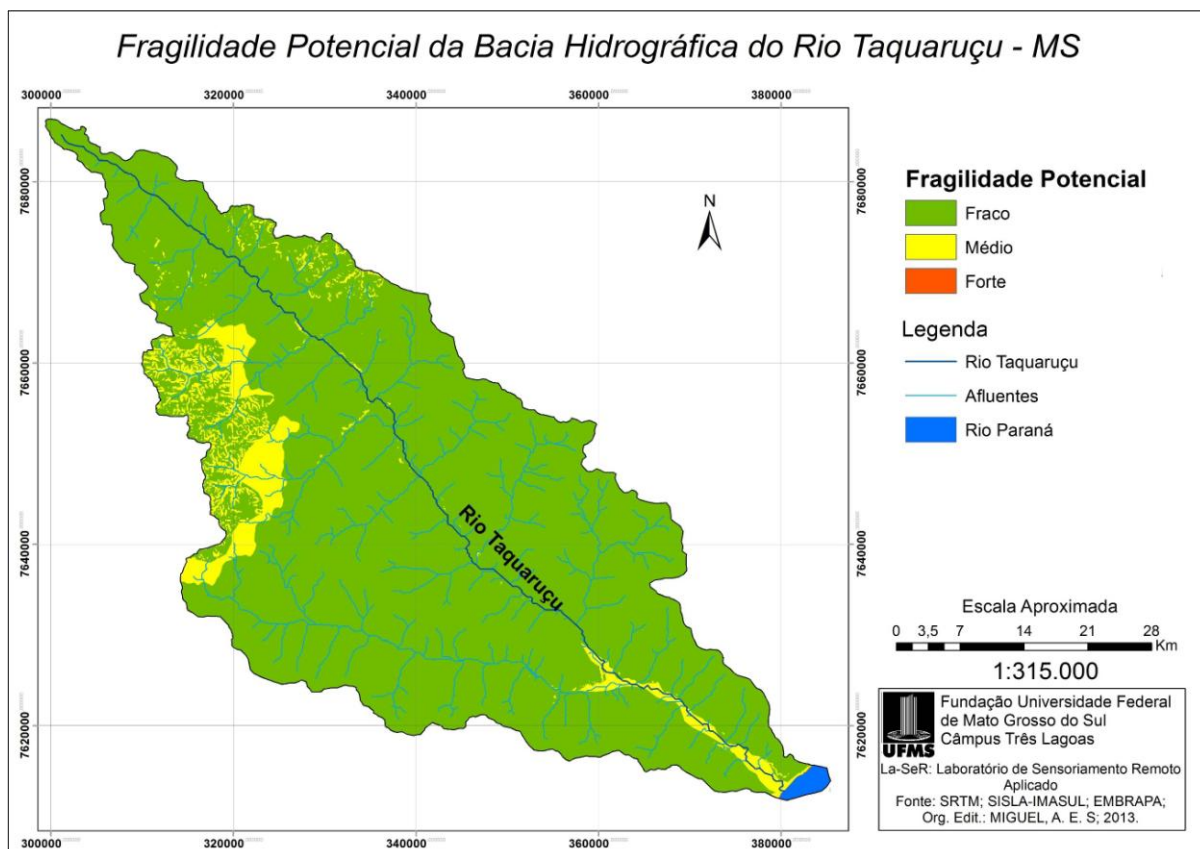 Fragilidade Potencial da Bacia Hidrográfica do Rio Taquaruçu - MS
300000 320000 340000 360000 380000
7680000 7680000
7660000 7660000
7640000 7640000
7620000 7620000
300000 320000 340000 360000 380000
Rio Taquaruçu
N
Fragilidade Potencial
Fraco
Médio
Forte
Legenda
Rio Taquaruçu
Afluentes
Rio Paraná
Escala Aproximada
0 3,5 7 14 21 28
Km
1:315.000
UFMS
Fundação Universidade Federal
de Mato Grosso do Sul
Câmpus Três Lagoas
La-SeR: Laboratório de Sensoriamento Remoto
Aplicado
Fonte: SRTM; SISLA-IMASUL; EMBRAPA;
Org. Edit.: MIGUEL, A. E. S; 2013.